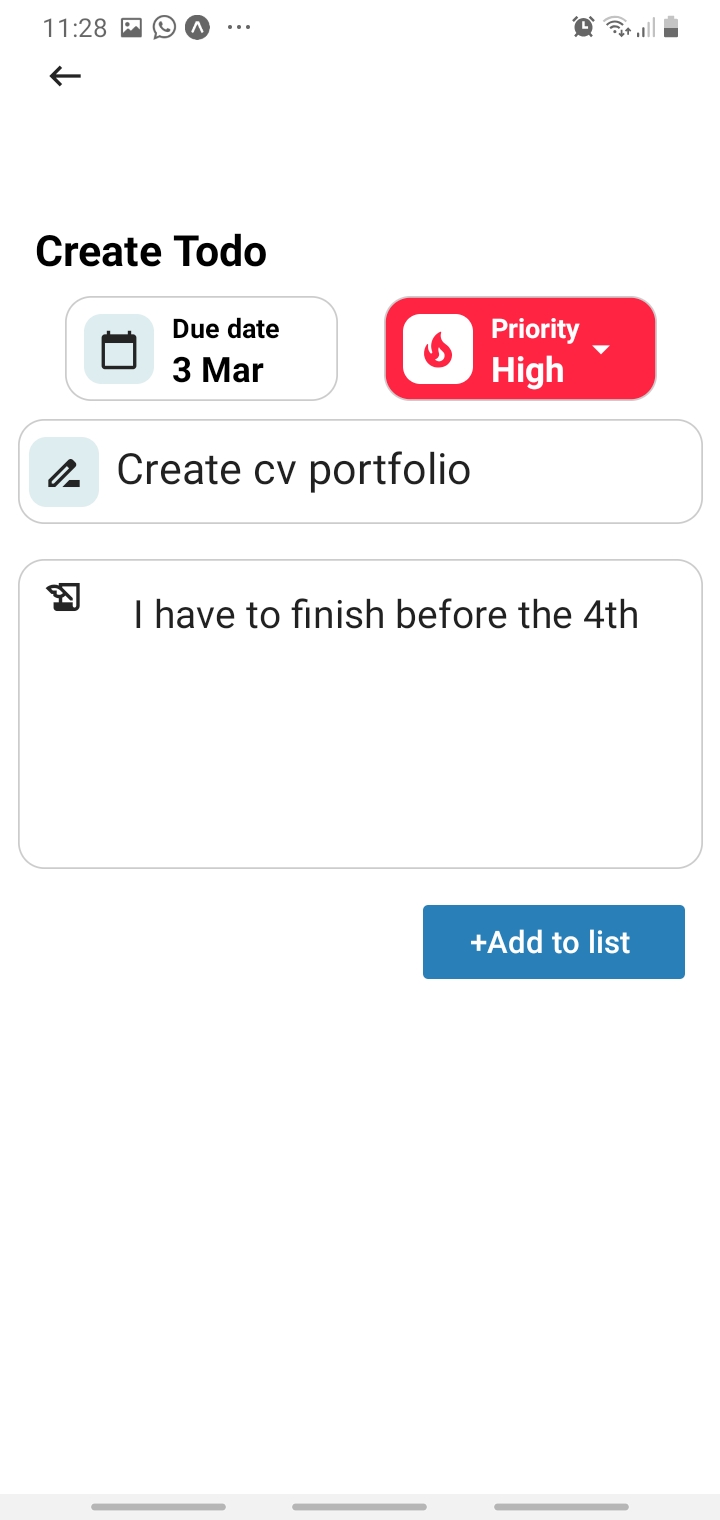 11:28
Create Todo
Due date
3 Mar
Priority
High
Create cv portfolio
I have to finish before the 4th
+Add to list